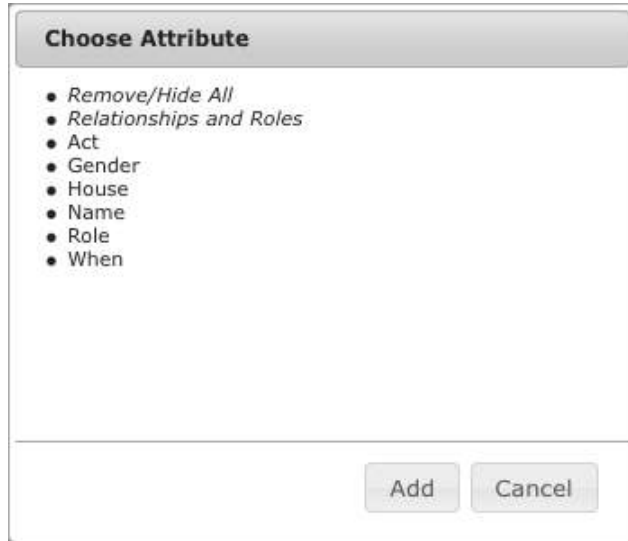 Choose Attribute
• Remove/Hide All
• Relationships and Roles
• Act
• Gender
• House
• Name
• Role
• When
Add Cancel